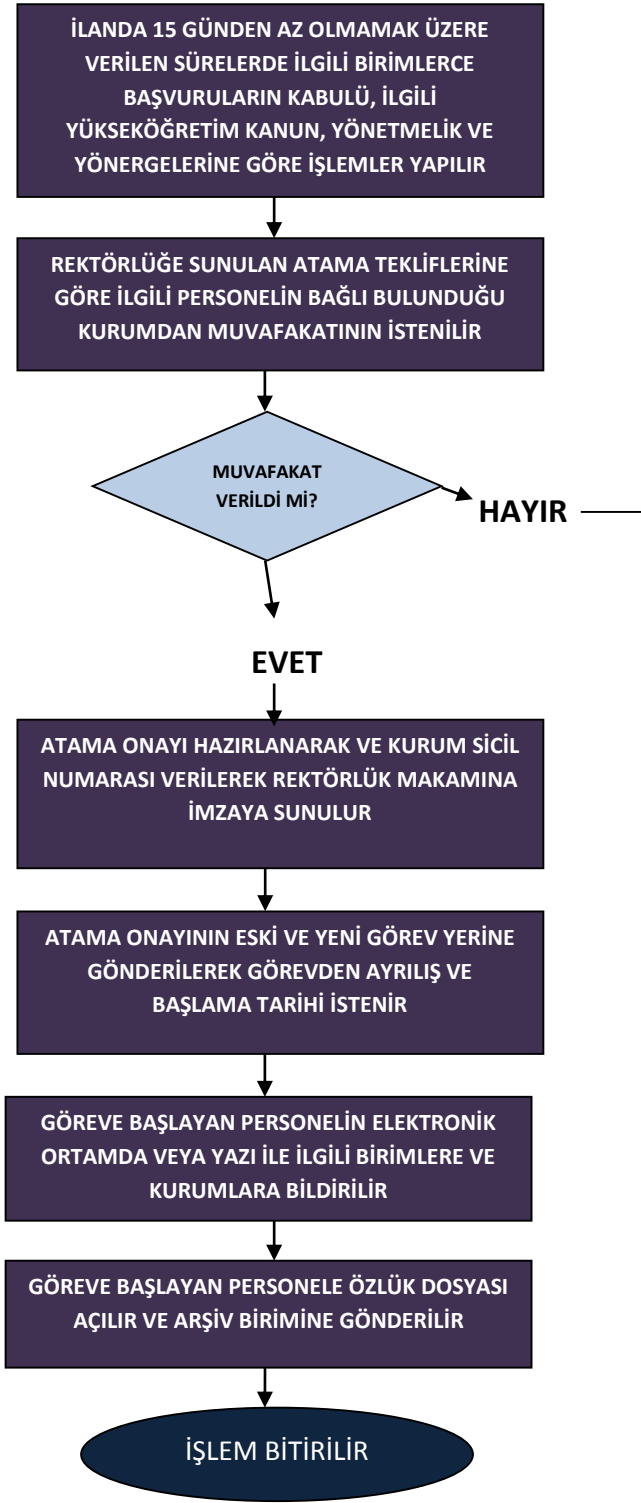 İLANDA 15 GÜNDEN AZ OLMAMAK ÜZERE
VERİLEN SÜRELERDE İLGİLİ BİRİMLERCE
BAŞVURULARIN KABULÜ, İLGİLİ
YÜKSEKÖĞRETİM KANUN, YÖNETMELİK VE
YÖNERGELERİNE GÖRE İŞLEMLER YAPILIR
REKTÖRLÜĞE SUNULAN ATAMA TEKLİFLERİNE
GÖRE İLGİLİ PERSONELİN BAĞLI BULUNDUĞU
KURUMDAN MUVAFAKATININ İSTENİLİR
MUVAFAKAT
VERİLDİ Mİ?
HAYIR
EVET
ATAMA ONAYI HAZIRLANARAK VE KURUM SİCİL
NUMARASI VERİLEREK REKTÖRLÜK MAKAMINA
İMZAYA SUNULUR
ATAMA ONAYININ ESKİ VE YENİ GÖREV YERİNE
GÖNDERİLEREK GÖREVDEN AYRILIŞ VE
BAŞLAMA TARİHİ İSTENİR
GÖREVE BAŞLAYAN PERSONELİN ELEKTRONİK
ORTAMDA VEYA YAZI İLE İLGİLİ BİRİMLERE VE
KURUMLARA BİLDİRİLİR
GÖREVE BAŞLAYAN PERSONELE ÖZLÜK DOSYASI
AÇILIR VE ARŞİV BİRİMİNE GÖNDERİLİR
İŞLEM BİTİRİLİR